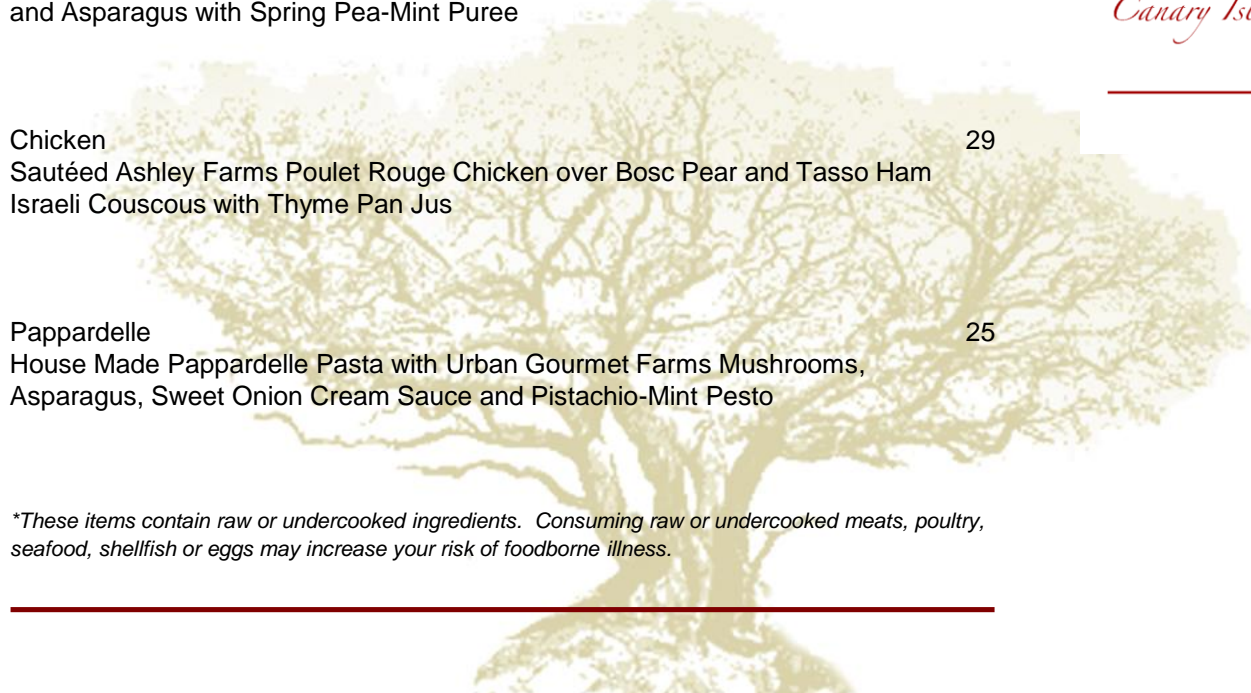 and Asparagus with Spring Pea-Mint Puree
Canary
Chicken 29
Sautéed Ashley Farms Poulet Rouge Chicken over Bosc Pear and Tasso Ham
Israeli Couscous with Thyme Pan Jus
Pappardelle 25
House Made Pappardelle Pasta with Urban Gourmet Farms Mushrooms,
Asparagus, Sweet Onion Cream Sauce and Pistachio-Mint Pesto
*These items contain raw or undercooked ingredients. Consuming raw or undercooked meats, poultry,
seafood, shellfish or eggs may increase your risk of foodborne illness.